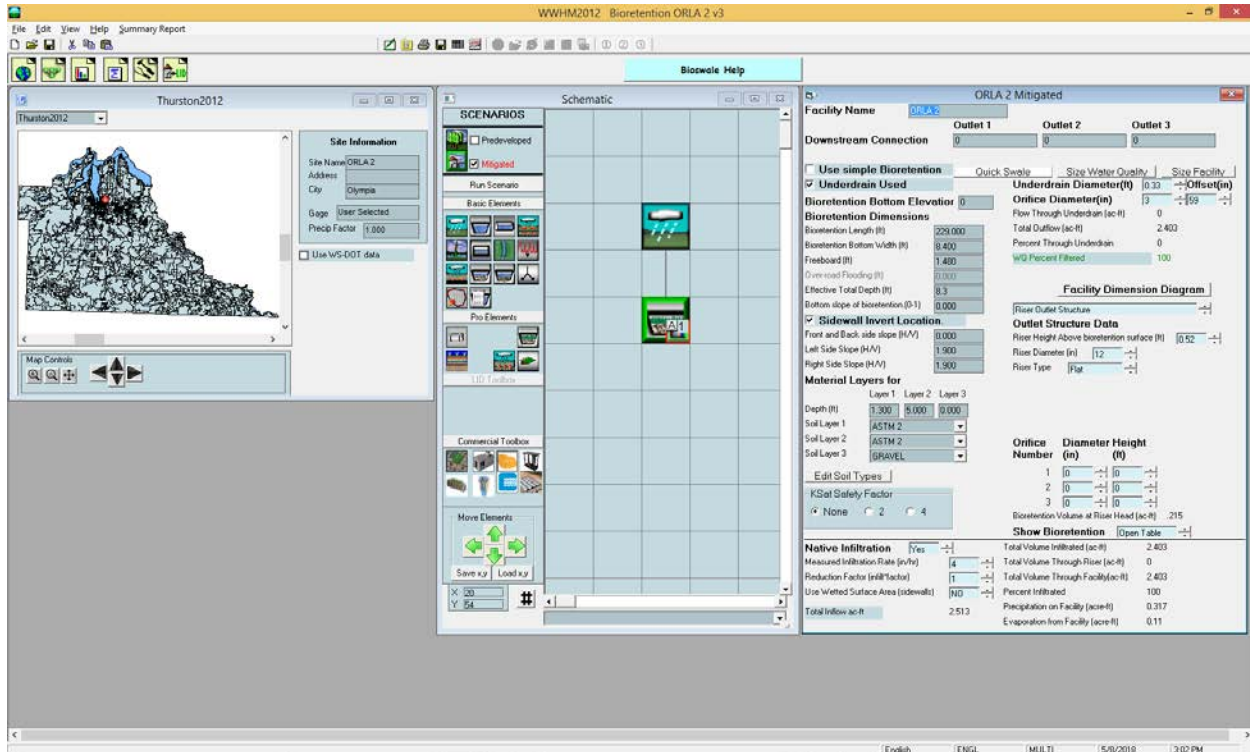 WWHM2012 Bioretention ORLA 2 v3
File Edit View Help Summary Report
Bioswale Help
Thurston2012
Thurston2012
Site Information
Site Name ORLA 2
Address
City Olympia
Gage User Selected
Precip Factor 1.000
Use WS-DOT data
Map Controls
Schematic
SCENARIOS
Predeveloped
Mitigated
Run Scenario
Basic Elements
Pro Elements
LID Toolbox
Commercial Toolbox
Move Elements
Save x,y Load x,y
X 20
Y 54
#
ORLA 2 Mitigated
Facility Name ORLA 2
Outlet 1 Outlet 2 Outlet 3
Downstream Connection 0 0 0
Use simple Bioretention Quick Swale Size Water Quality Size Facility
Underdrain Used Underdrain Diameter(ft) 0.33 Offset(in)
Bioretention Bottom Elevation 0 Orifice Diameter(in) 3 59
Bioretention Dimensions Flow Through Underdrain (ac-ft) 0
Bioretention Length (ft) 229.000 Total Outflow (ac-ft) 2.403
Bioretention Bottom Width (ft) 8.400 Percent Through Underdrain 0
Freeboard (ft) 1.480 WQ Percent Filtered 100
Over-road Flooding (ft) 0.000
Effective Total Depth (ft) 8.3 Facility Dimension Diagram
Bottom slope of bioretention.(0-1) 0.000 Riser Outlet Structure
Sidewall Invert Location. Outlet Structure Data
Front and Back side slope (H/V) 0.000 Riser Height Above bioretention surface (ft) 0.52
Left Side Slope (H/V) 1.900 Riser Diameter (in) 12
Right Side Slope (H/V) 1.900 Riser Type Flat
Material Layers for
Layer 1 Layer 2 Layer 3
Depth (ft) 1.300 5.000 0.000
Soil Layer 1 ASTM 2
Soil Layer 2 ASTM 2
Soil Layer 3 GRAVEL
Orifice Diameter Height
Number (in) (ft)
Edit Soil Types
1 0 0
KSat Safety Factor
2 0 0
None 2 4
3 0 0
Bioretention Volume at Riser Head (ac-ft) .215
Show Bioretention Open Table
Native Infiltration Yes Total Volume Infiltrated (ac-ft) 2.403
Measured Infiltration Rate (in/hr) 4 Total Volume Through Riser (ac-ft) 0
Reduction Factor (infilt*factor) 1 Total Volume Through Facility(ac-ft) 2.403
Use Wetted Surface Area (sidewalls) NO Percent Infiltrated 100
Total Inflow ac-ft 2.513 Precipitation on Facility (acre-ft) 0.317
Evaporation from Facility (acre-ft) 0.11
English ENGL MULTI 5/8/2018 3:02 PM